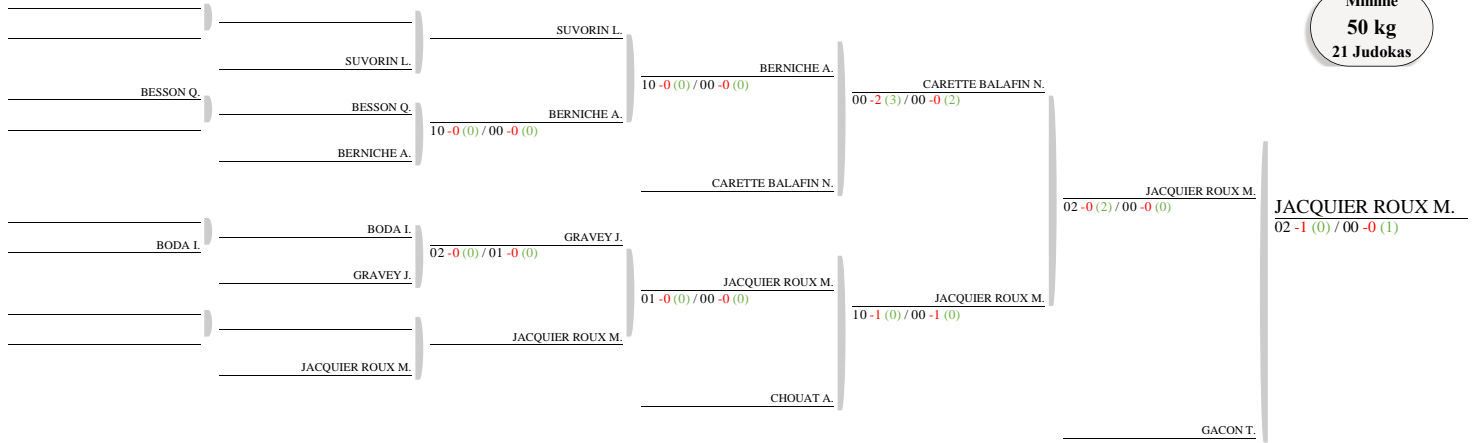 Minime
50 kg
21 Judokas
BESSON Q.
BODA I.
SUVORIN L.
BESSON Q.
BERNICHE A.
BODA I.
GRAVEY J.
JACQUIER ROUX M.
SUVORIN L.
BERNICHE A.
10 -0 (0) / 00 -0 (0)
GRAVEY J.
02 -0 (0) / 01 -0 (0)
JACQUIER ROUX M.
BERNICHE A.
10 -0 (0) / 00 -0 (0)
CARETTE BALAFIN N.
JACQUIER ROUX M.
01 -0 (0) / 00 -0 (0)
CHOUAT A.
CARETTE BALAFIN N.
00 -2 (3) / 00 -0 (2)
JACQUIER ROUX M.
10 -1 (0) / 00 -1 (0)
JACQUIER ROUX M.
02 -0 (2) / 00 -0 (0)
GACON T.
JACQUIER ROUX M.
02 -1 (0) / 00 -0 (1)